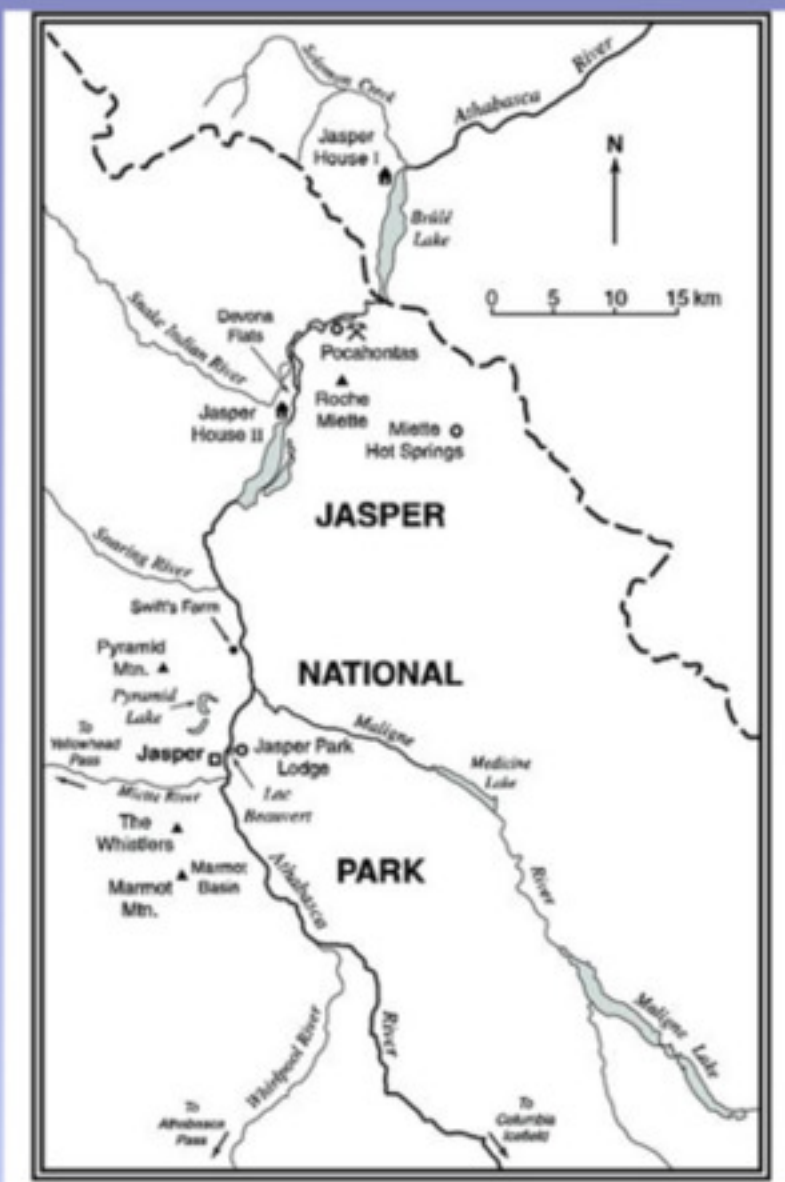 Solomon Creek
Athabasca River
Jasper
House I
N
Brûlé
Lake
0 5 10 15 km
Snake Indian River
Devona
Flats
Pocahontas
Roche
Miette
Jasper
House II
Miette
Hot Springs
JASPER
Snaring River
Swift's Farm
Pyramid
Mtn.
NATIONAL
Pyramid
Lake
To
Yellowhead
Pass
Jasper
Jasper Park
Lodge
Maligne
Medicine
Lake
Miette River
Lac
Beauvert
The
Whistlers
Marmot
Basin
Marmot
Mtn.
Athabasca
PARK
River
Whirlpool River
River
Maligne Lake
To
Athabasca
Pass
To
Columbia
Icefield